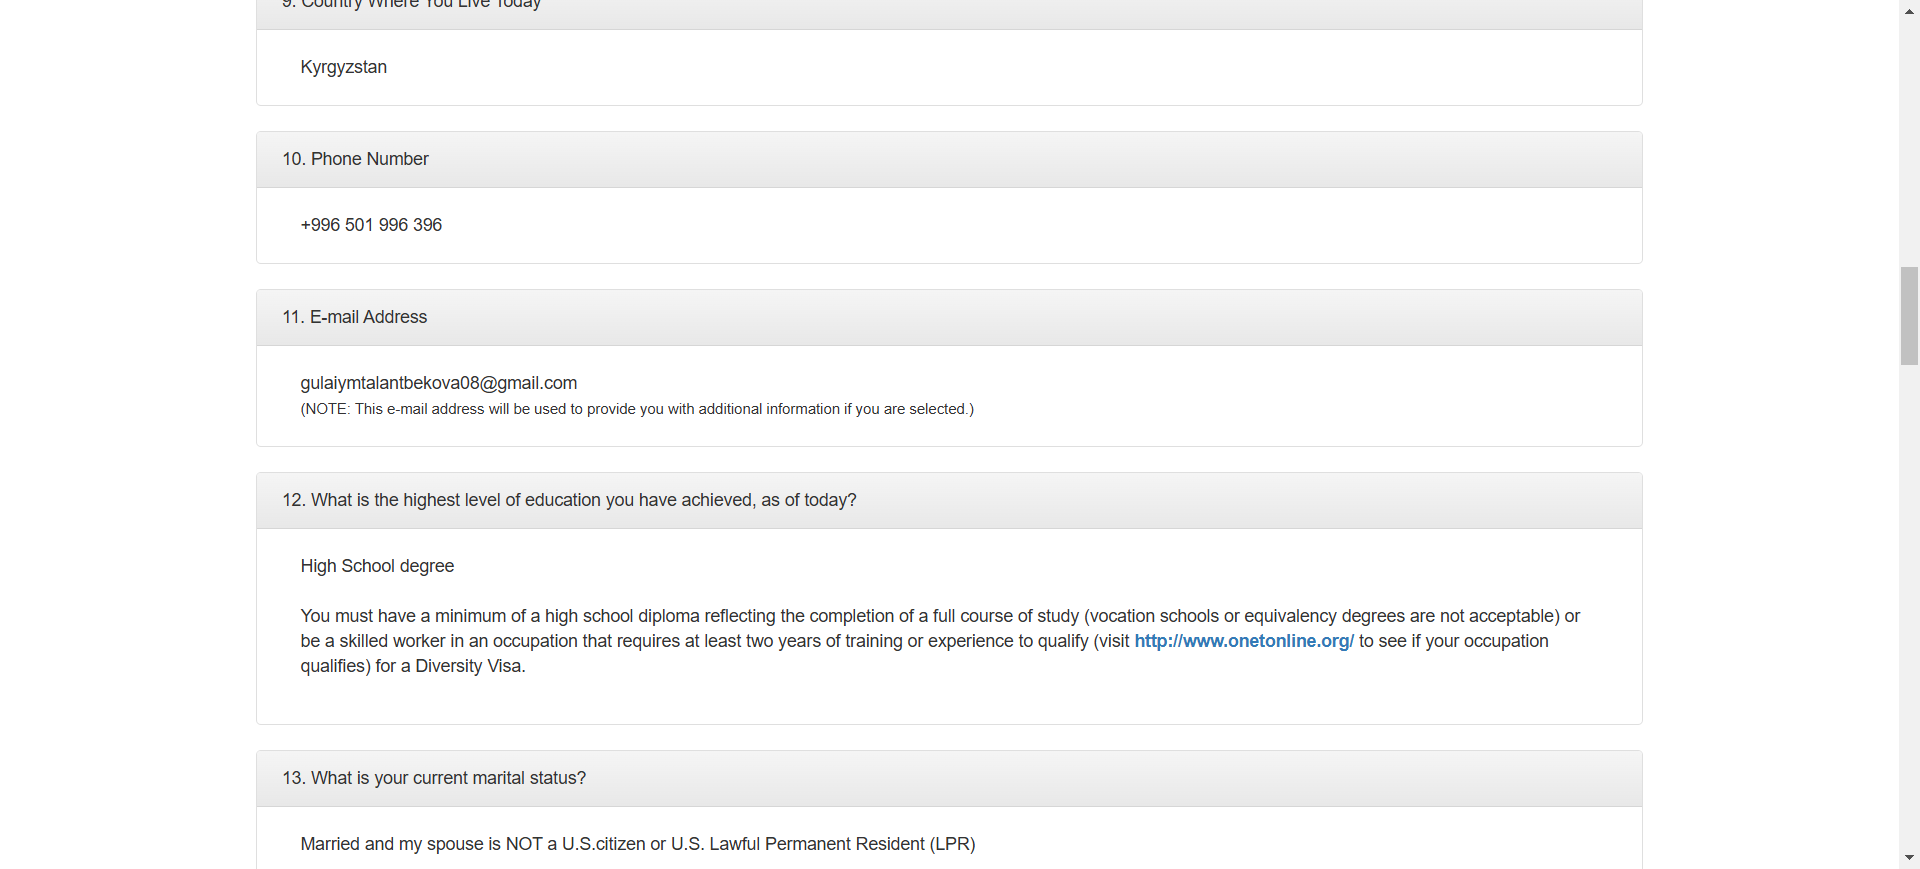 9. Country Where You Live Today
Kyrgyzstan
10. Phone Number
+996 501 996 396
11. E-mail Address
gulaiymtalantbekova08@gmail.com
(NOTE: This e-mail address will be used to provide you with additional information if you are selected.)
12. What is the highest level of education you have achieved, as of today?
High School degree
You must have a minimum of a high school diploma reflecting the completion of a full course of study (vocation schools or equivalency degrees are not acceptable) or
be a skilled worker in an occupation that requires at least two years of training or experience to qualify (visit http://www.onetonline.org/ to see if your occupation
qualifies) for a Diversity Visa.
13. What is your current marital status?
Married and my spouse is NOT a U.S.citizen or U.S. Lawful Permanent Resident (LPR)